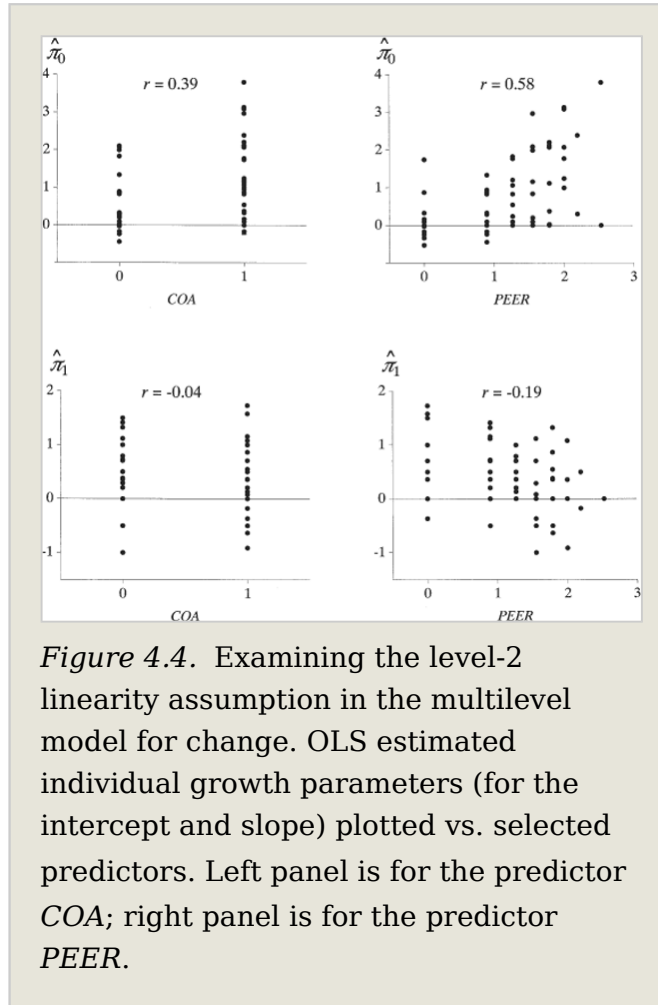 π̂₀
4
3
2
1
0
r = 0.39
0 1
COA
π̂₀
4
3
2
1
0
r = 0.58
0 1 2 3
PEER
π̂₁
2
1
0
-1
r = -0.04
0 1
COA
π̂₁
2
1
0
-1
r = -0.19
0 1 2 3
PEER
Figure 4.4. Examining the level-2
linearity assumption in the multilevel
model for change. OLS estimated
individual growth parameters (for the
intercept and slope) plotted vs. selected
predictors. Left panel is for the predictor
COA; right panel is for the predictor
PEER.